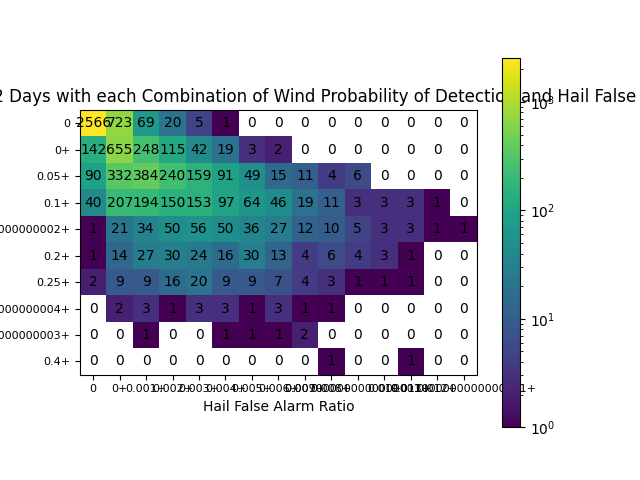 2 Days with each Combination of Wind Probability of Detection and Hail False
0 2566 723 69 20 5 1 0 0 0 0 0 0 0 0 0
0+ 142 655 248 115 42 19 3 2 0 0 0 0 0 0 0
0.05+ 90 332 384 240 159 91 49 15 11 4 6 0 0 0 0
0.1+ 40 207 194 150 153 97 64 46 19 11 3 3 3 1 0
000000002+ 1 21 34 50 56 50 36 27 12 10 5 3 3 1 1
0.2+ 1 14 27 30 24 16 30 13 4 6 4 3 1 0 0
0.25+ 2 9 9 16 20 9 9 7 4 3 1 1 1 0 0
000000004+ 0 2 3 1 3 3 1 3 1 1 0 0 0 0 0
000000003+ 0 0 1 0 0 1 1 1 2 0 0 0 0 0 0
0.4+ 0 0 0 0 0 0 0 0 0 1 0 0 1 0 0
0 0+
Hail False Alarm Ratio
10³
10²
10¹
10⁰